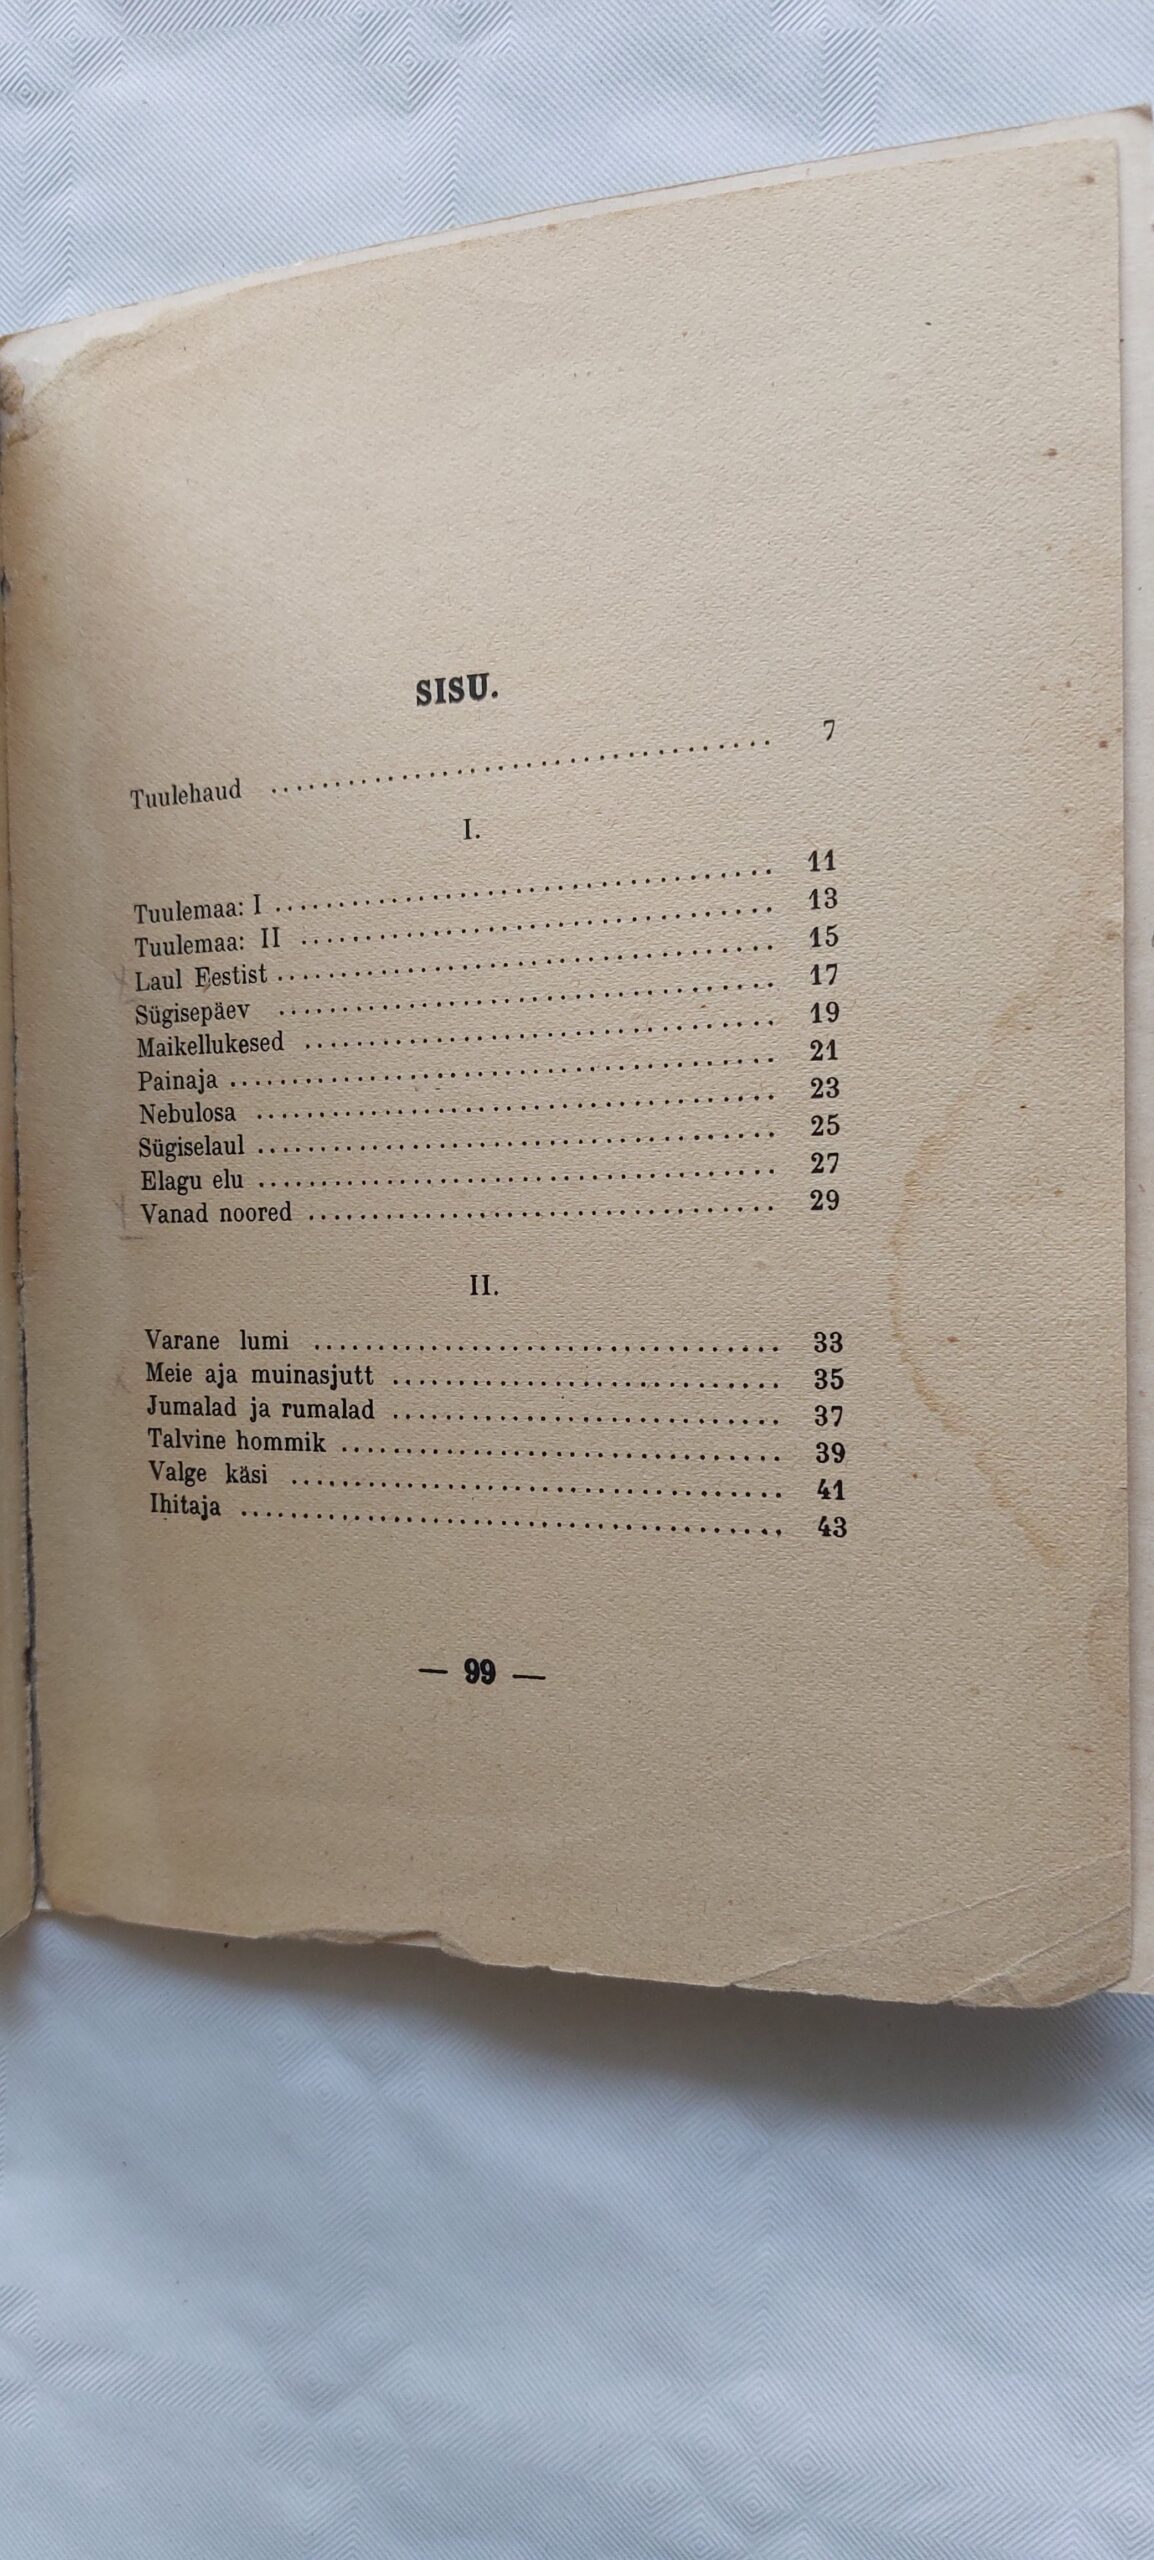 SISU.
Tuulehaud ........................................ 7
I.
Tuulemaa: I ........................................ 11
Tuulemaa: II ........................................ 13
Laul Eestist ........................................ 15
Sügisepäev ........................................ 17
Maikellukesed ........................................ 19
Painaja ........................................ 21
Nebulosa ........................................ 23
Sügiselaul ........................................ 25
Elagu elu ........................................ 27
Vanad noored ........................................ 29
II.
Varane lumi ........................................ 33
Meie aja muinasjutt ........................................ 35
Jumalad ja rumalad ........................................ 37
Talvine hommik ........................................ 39
Valge käsi ........................................ 41
Ihitaja ........................................ 43
— 99 —